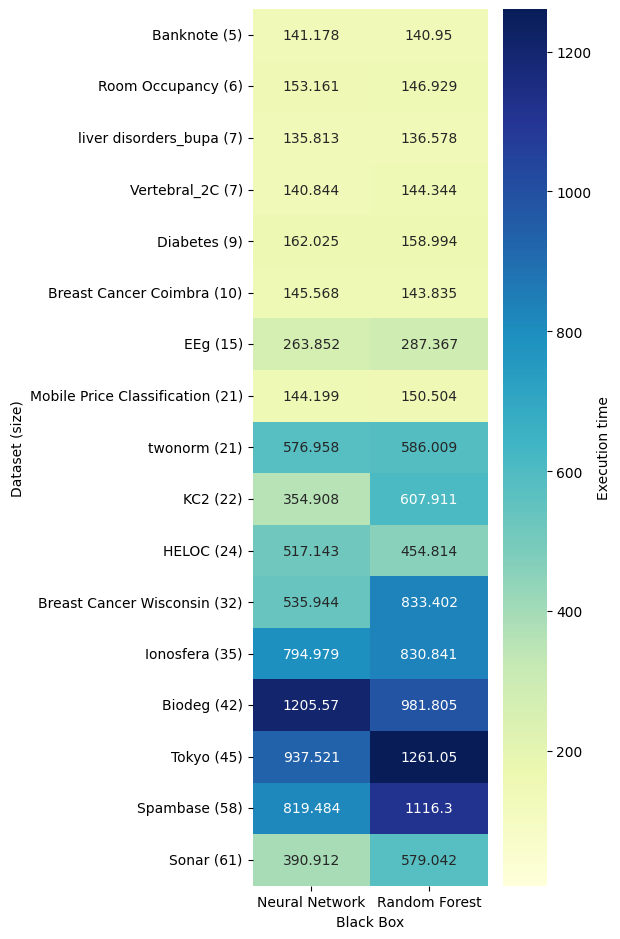 Dataset (size)
Banknote (5) 141.178 140.95
Room Occupancy (6) 153.161 146.929
liver disorders_bupa (7) 135.813 136.578
Vertebral_2C (7) 140.844 144.344
Diabetes (9) 162.025 158.994
Breast Cancer Coimbra (10) 145.568 143.835
EEg (15) 263.852 287.367
Mobile Price Classification (21) 144.199 150.504
twonorm (21) 576.958 586.009
KC2 (22) 354.908 607.911
HELOC (24) 517.143 454.814
Breast Cancer Wisconsin (32) 535.944 833.402
Ionosfera (35) 794.979 830.841
Biodeg (42) 1205.57 981.805
Tokyo (45) 937.521 1261.05
Spambase (58) 819.484 1116.3
Sonar (61) 390.912 579.042
Neural Network Random Forest
Black Box
1200
1000
800
600
400
200
Execution time